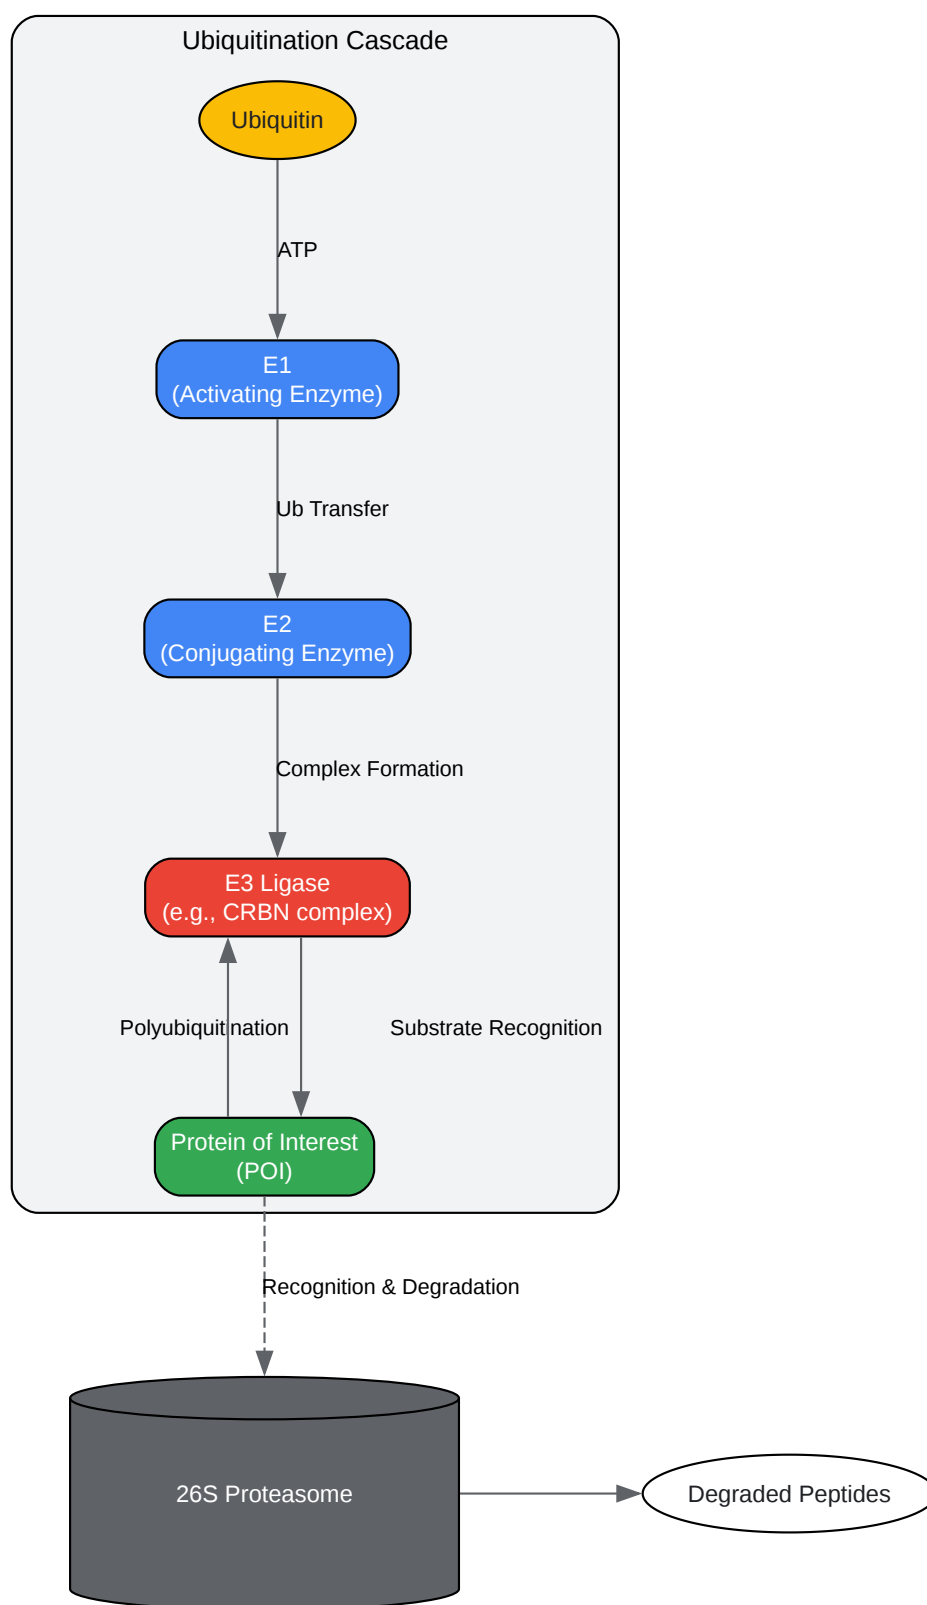 Ubiquitination Cascade
Ubiquitin
ATP
E1
(Activating Enzyme)
Ub Transfer
E2
(Conjugating Enzyme)
Complex Formation
E3 Ligase
(e.g., CRBN complex)
Polyubiquitination
Substrate Recognition
Protein of Interest
(POI)
Recognition & Degradation
26S Proteasome
Degraded Peptides